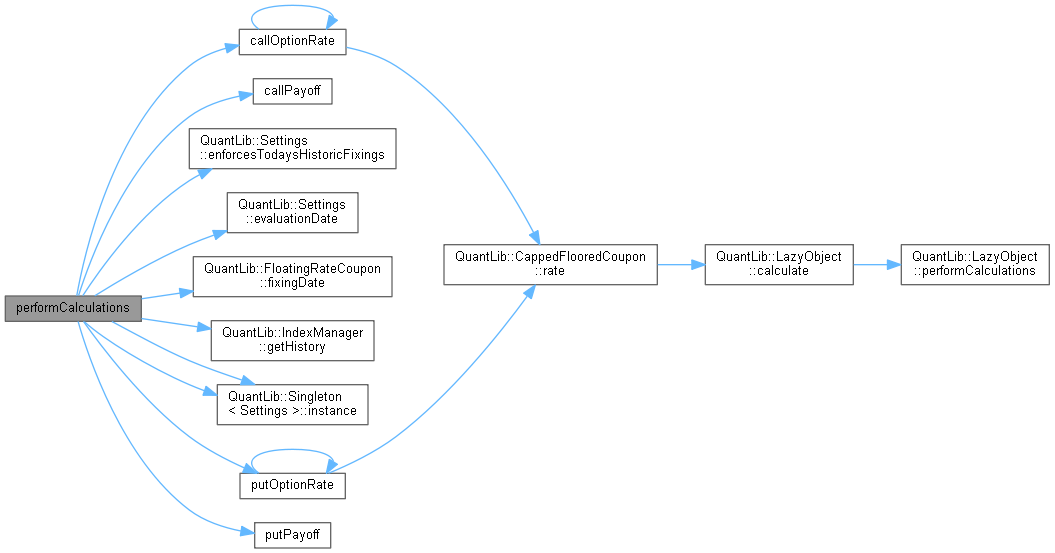 callOptionRate
callPayoff
QuantLib::Settings
::enforcesTodaysHistoricFixings
QuantLib::Settings
::evaluationDate
QuantLib::FloatingRateCoupon
::fixingDate
performCalculations
QuantLib::IndexManager
::getHistory
QuantLib::Singleton
< Settings >::instance
putOptionRate
putPayoff
QuantLib::CappedFlooredCoupon
::rate
QuantLib::LazyObject
::calculate
QuantLib::LazyObject
::performCalculations